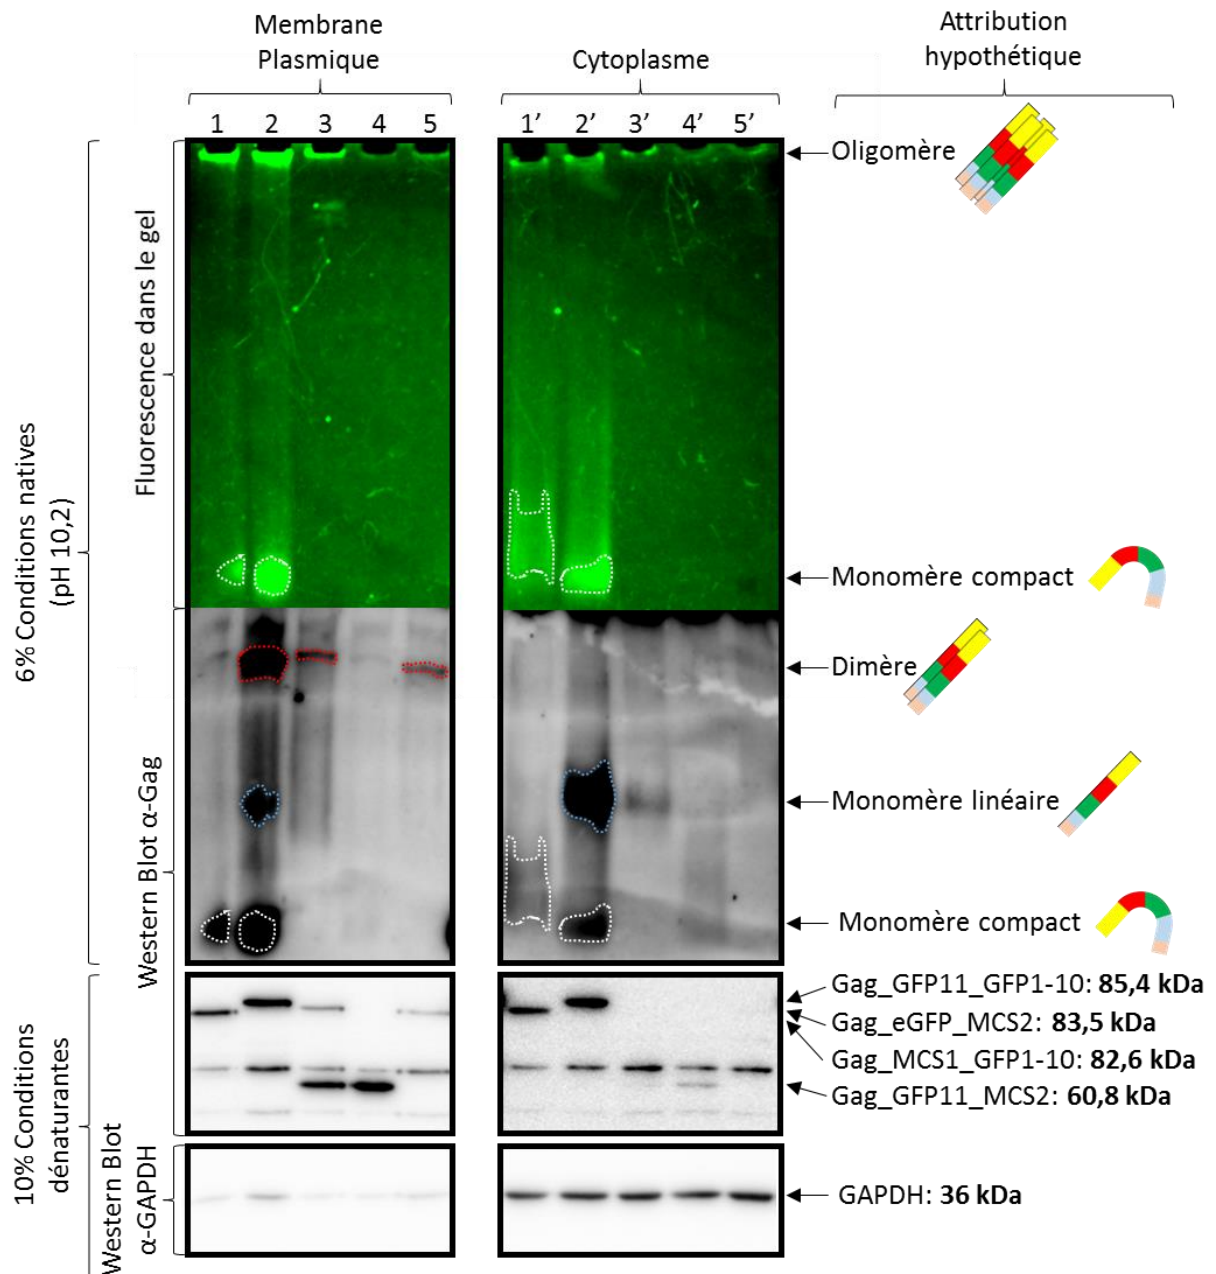 Membrane
Plasmique
Cytoplasme
Attribution
hypothétique
1 2 3 4 5
1’ 2’ 3’ 4’ 5’
Oligomère
Fluorescence dans le gel
6% Conditions natives
(pH 10,2)
Monomère compact
Dimère
Monomère linéaire
Monomère compact
Western Blot α-Gag
Gag_GFP11_GFP1-10: 85,4 kDa
Gag_eGFP_MCS2: 83,5 kDa
Gag_MCS1_GFP1-10: 82,6 kDa
Gag_GFP11_MCS2: 60,8 kDa
10% Conditions
dénaturantes
Western Blot
α-GAPDH
GAPDH: 36 kDa